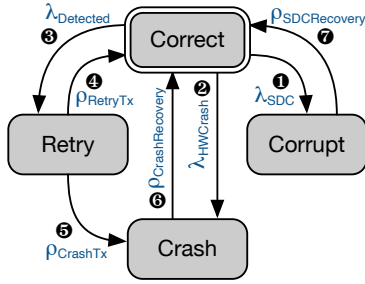 λDetected
❸
Correct
ρSDCRecovery
❼
❹
ρRetryTx
❷
❶
λSDC
ρCrashRecovery
❻
λHWCrash
Retry
Corrupt
❺
ρCrashTx
Crash